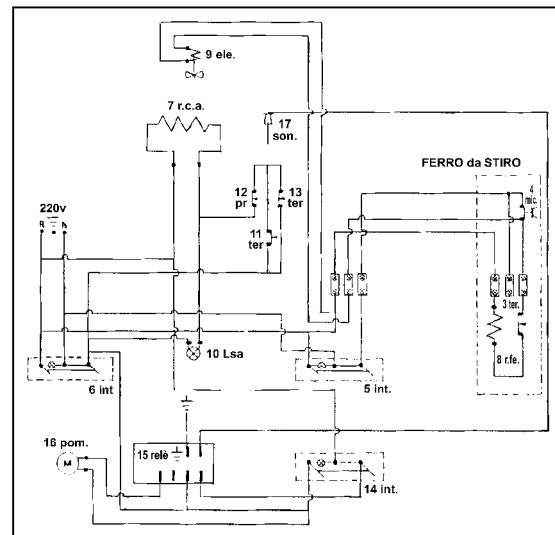 9 ele.
7 r.c.a.
17
son.
FERRO da STIRO
4
mic.
12
pr
13
ter
220v
R N
11
ter
3 ter.
8 r.fe.
10 Lsa
6 int
5 int.
16 pom.
M
15 relè
14 int.